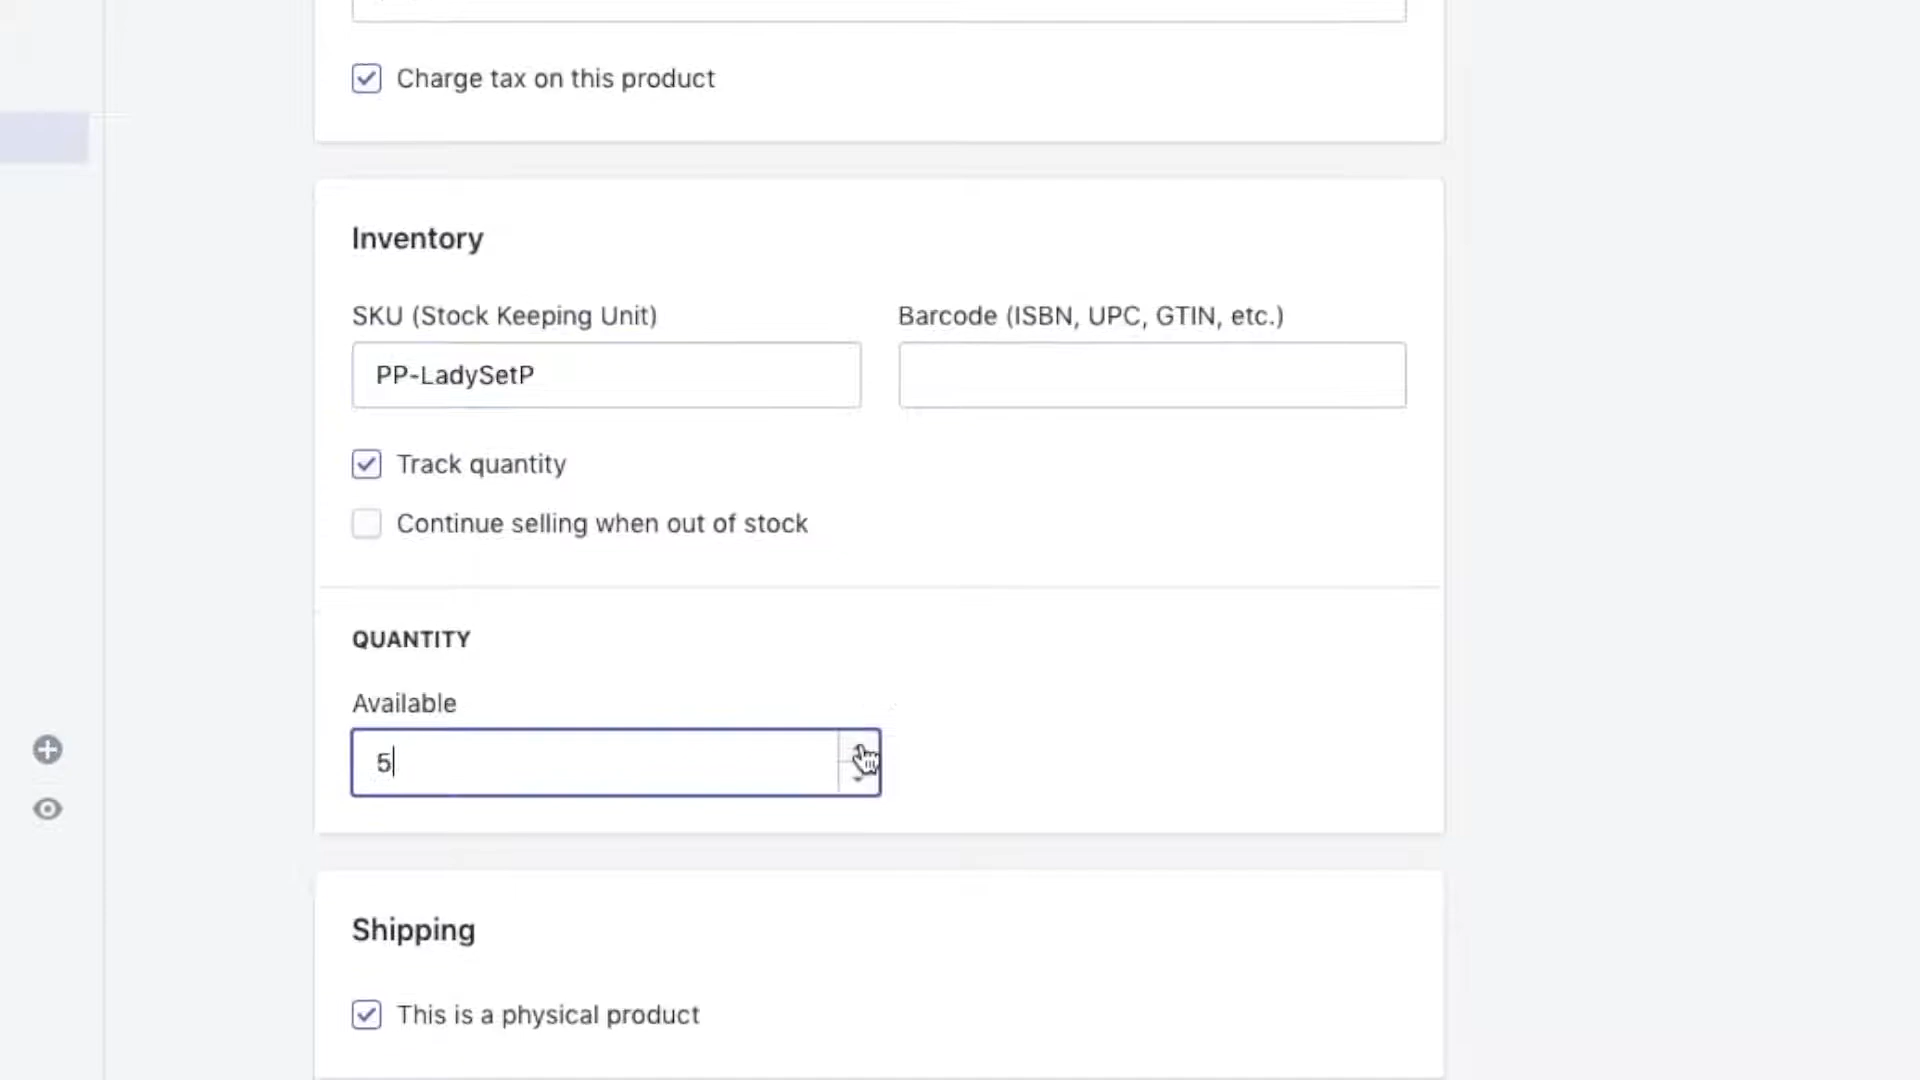 Charge tax on this product
Inventory
SKU (Stock Keeping Unit)
Barcode (ISBN, UPC, GTIN, etc.)
PP-LadySetP
Track quantity
Continue selling when out of stock
QUANTITY
Available
5
Shipping
This is a physical product